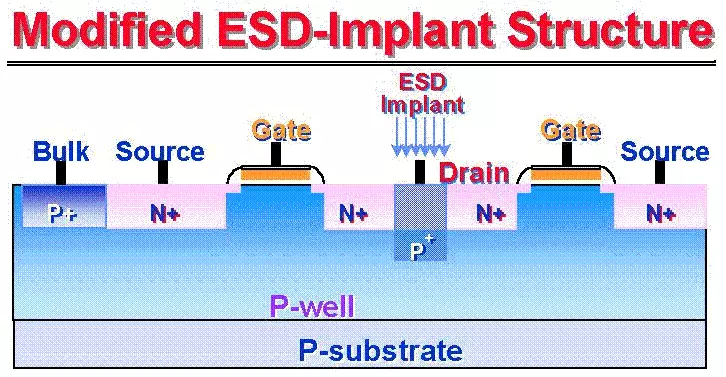 Modified ESD-Implant Structure
ESD
Implant
Gate
Gate
Bulk
Source
Drain
Source
P+
N+
N+
P+
N+
N+
P-well
P-substrate